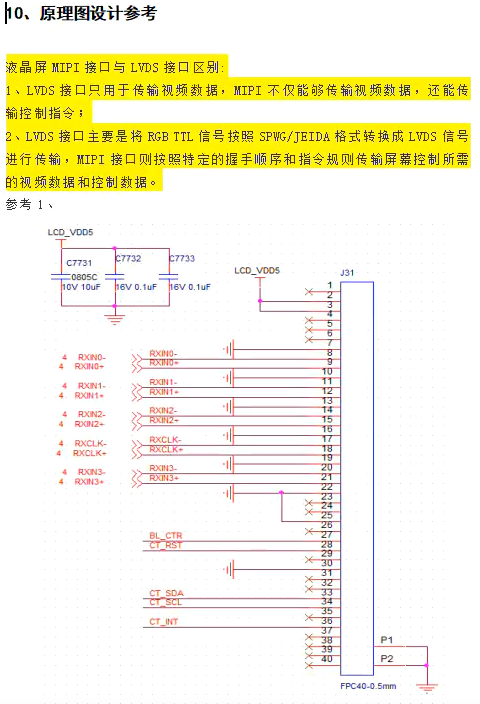 10、原理图设计参考
液晶屏 MIPI 接口与 LVDS 接口区别:
1、LVDS 接口只用于传输视频数据，MIPI 不仅能够传输视频数据，还能传
输控制指令；
2、LVDS 接口主要是将 RGB TTL 信号按照 SPWG/JEIDA 格式转换成 LVDS 信号
进行传输，MIPI 接口则按照特定的握手顺序和指令规则传输屏幕控制所需
的视频数据和控制数据。
参考 1、
LCD_VDD5
C7731 C7732 C7733
0805C
10V 10uF 16V 0.1uF 16V 0.1uF
LCD_VDD5
J31
1
2
3
4
5
6
7
4 RXIN0- RXIN0- 8
4 RXIN0+ RXIN0+ 9
10
4 RXIN1- RXIN1- 11
4 RXIN1+ RXIN1+ 12
13
4 RXIN2- RXIN2- 14
4 RXIN2+ RXIN2+ 15
16
4 RXCLK- RXCLK- 17
4 RXCLK+ RXCLK+ 18
19
4 RXIN3- RXIN3- 20
4 RXIN3+ RXIN3+ 21
22
23
24
25
26
BL_CTR 27
CT_RST 28
29
30
31
32
CT_SDA 33
CT_SCL 34
35
CT_INT 36
37
38 P1
39
40 P2
FPC40-0.5mm